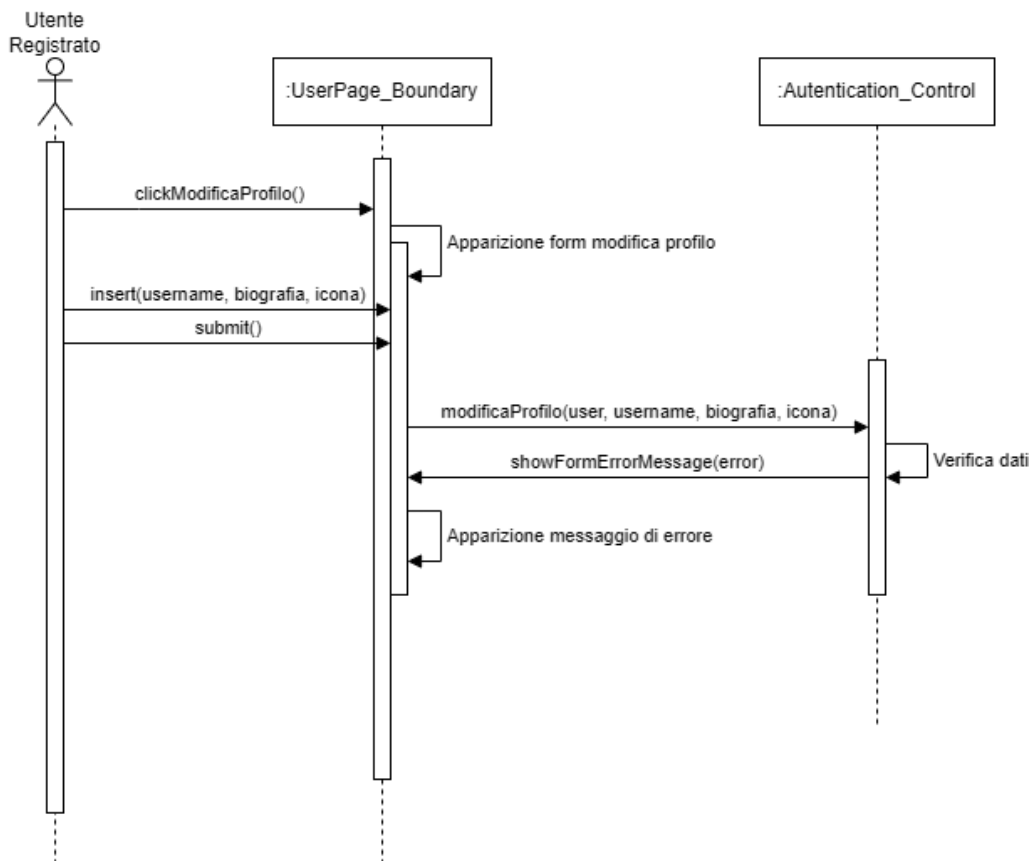 Utente
Registrato
:UserPage_Boundary
:Autentication_Control
clickModificaProfilo()
Apparizione form modifica profilo
insert(username, biografia, icona)
submit()
modificaProfilo(user, username, biografia, icona)
showFormErrorMessage(error)
Verifica dati
Apparizione messaggio di errore